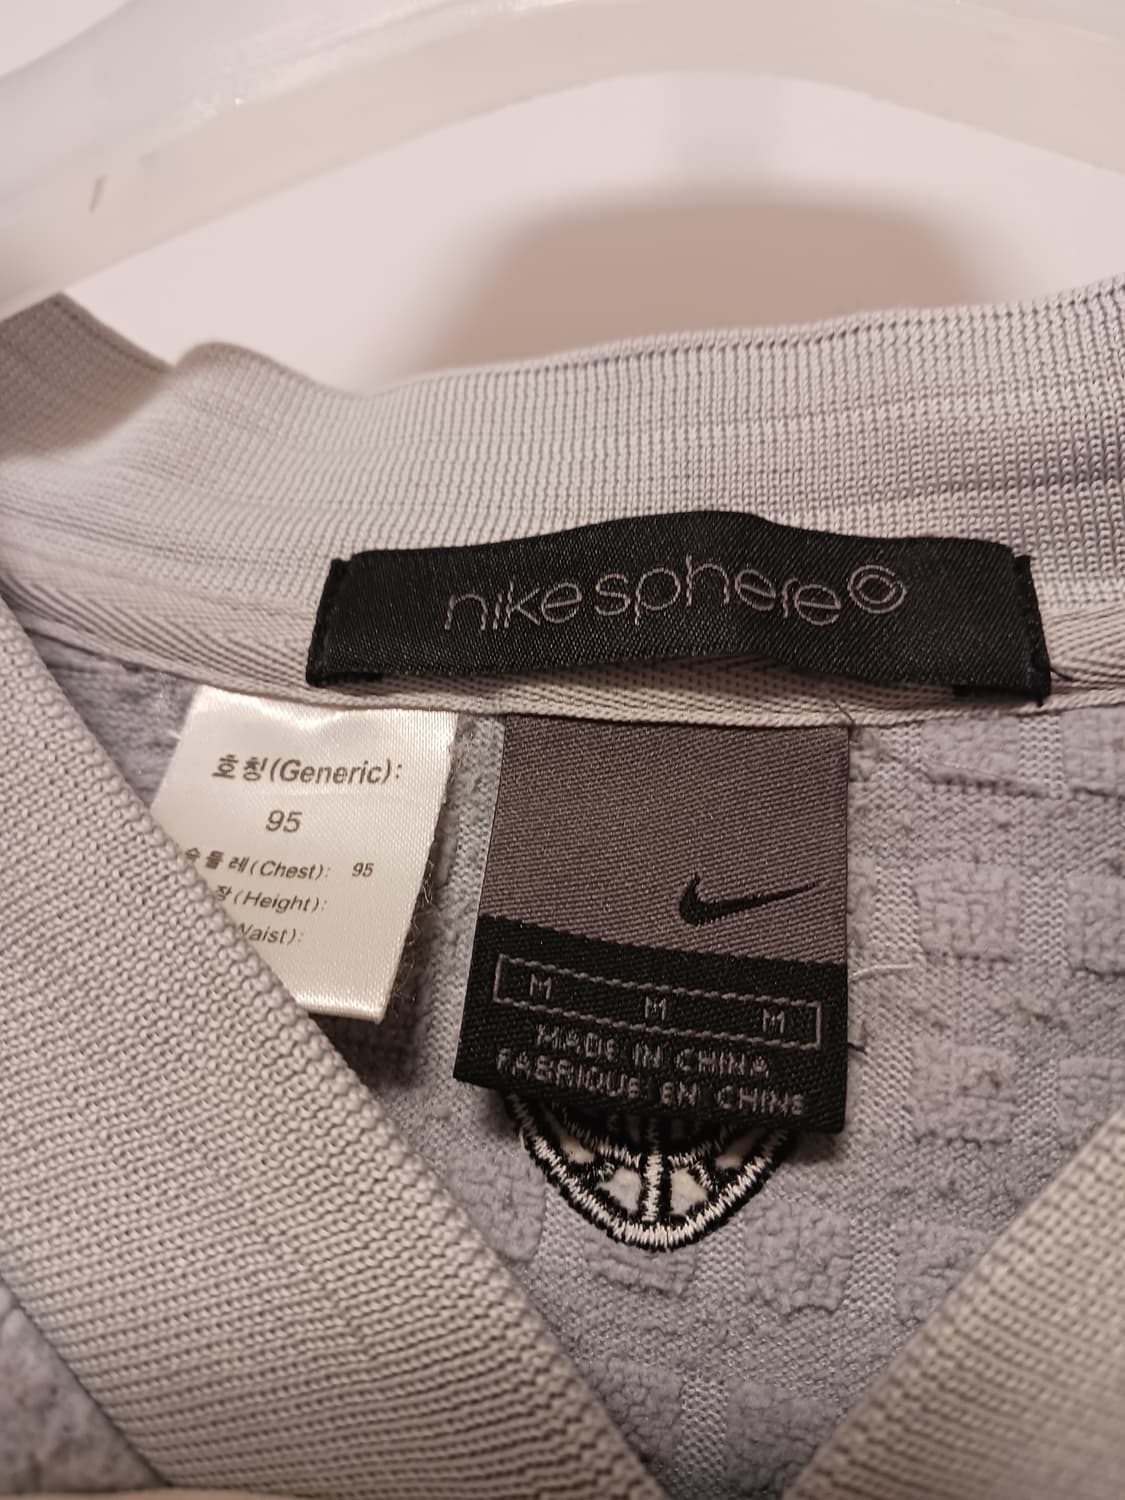 nike sphere
호칭(Generic):
95
슴둘레(Chest): 95
장(Height):
Waist):
M M M
MADE IN CHINA
FABRIQUE EN CHINE